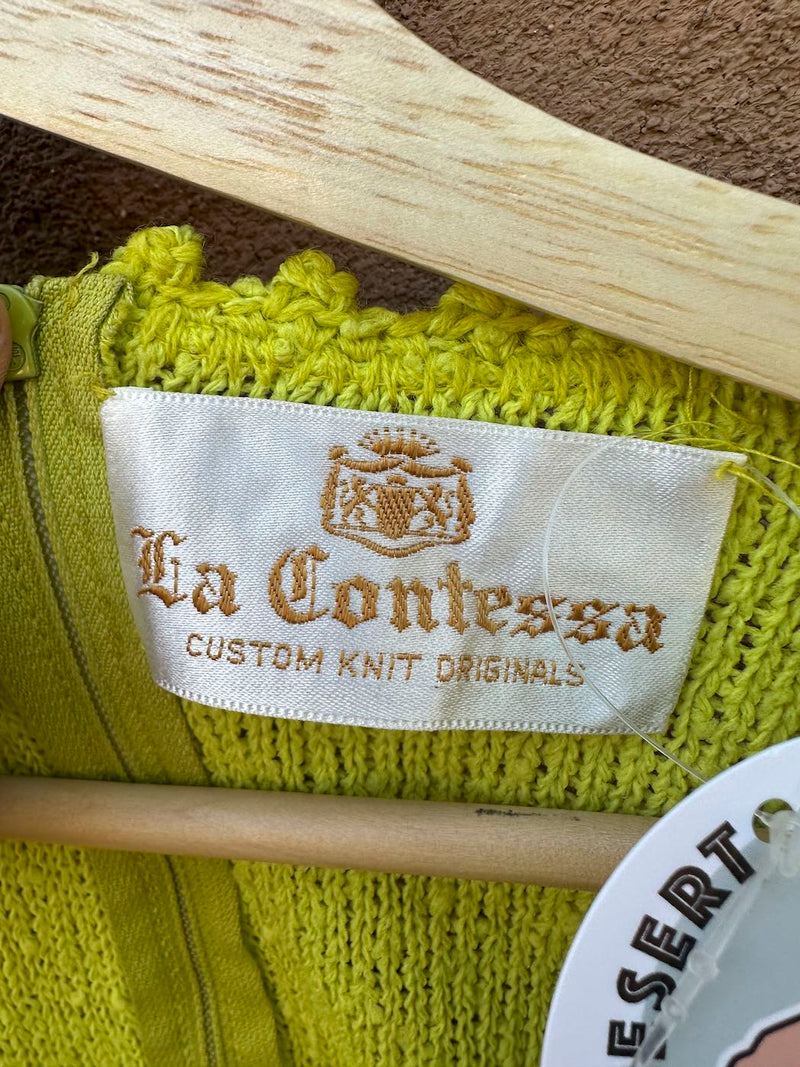 La Contessa
CUSTOM KNIT ORIGINALS
ESERT